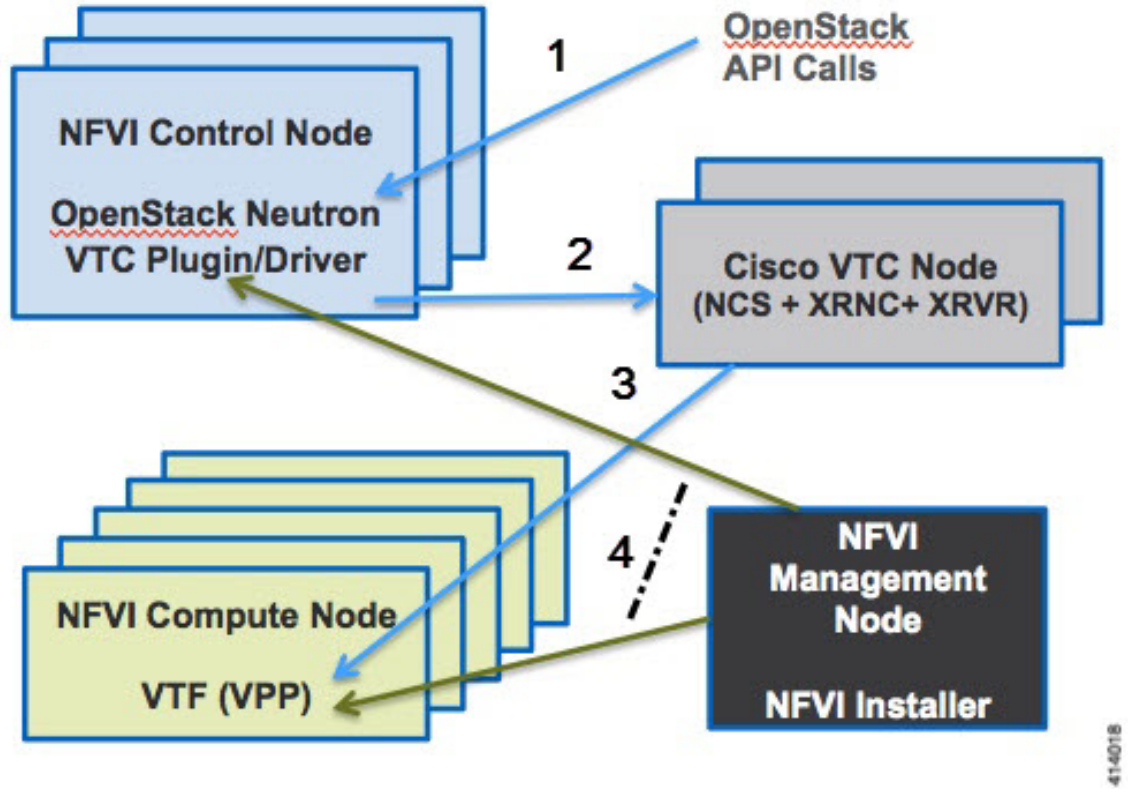 OpenStack
API Calls
1
NFVI Control Node
OpenStack Neutron
VTC Plugin/Driver
2
Cisco VTC Node
(NCS + XRNC+ XRVR)
3
4
NFVI Compute Node
VTF (VPP)
NFVI
Management
Node
NFVI Installer
414018